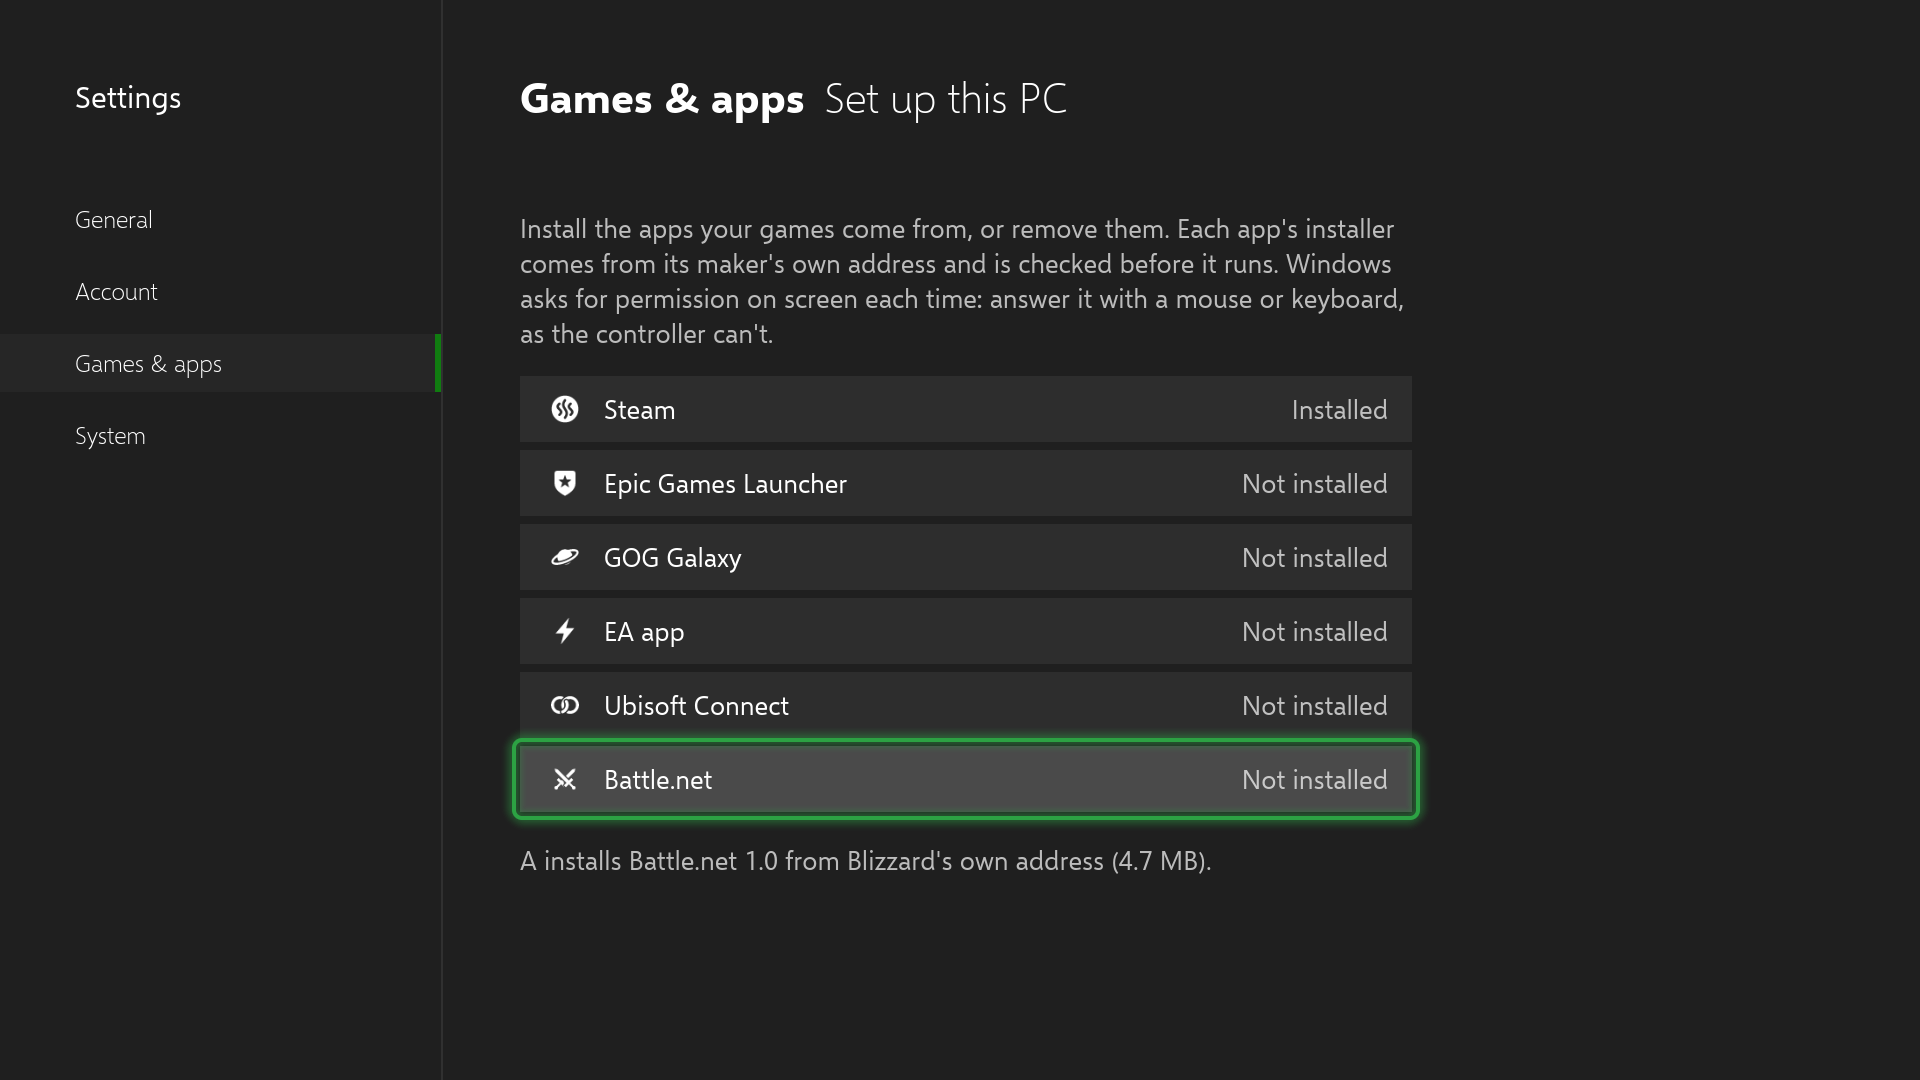 Settings
General
Account
Games & apps
System
Games & apps Set up this PC
Install the apps your games come from, or remove them. Each app's installer
comes from its maker's own address and is checked before it runs. Windows
asks for permission on screen each time: answer it with a mouse or keyboard,
as the controller can't.
Steam Installed
Epic Games Launcher Not installed
GOG Galaxy Not installed
EA app Not installed
Ubisoft Connect Not installed
Battle.net Not installed
A installs Battle.net 1.0 from Blizzard's own address (4.7 MB).